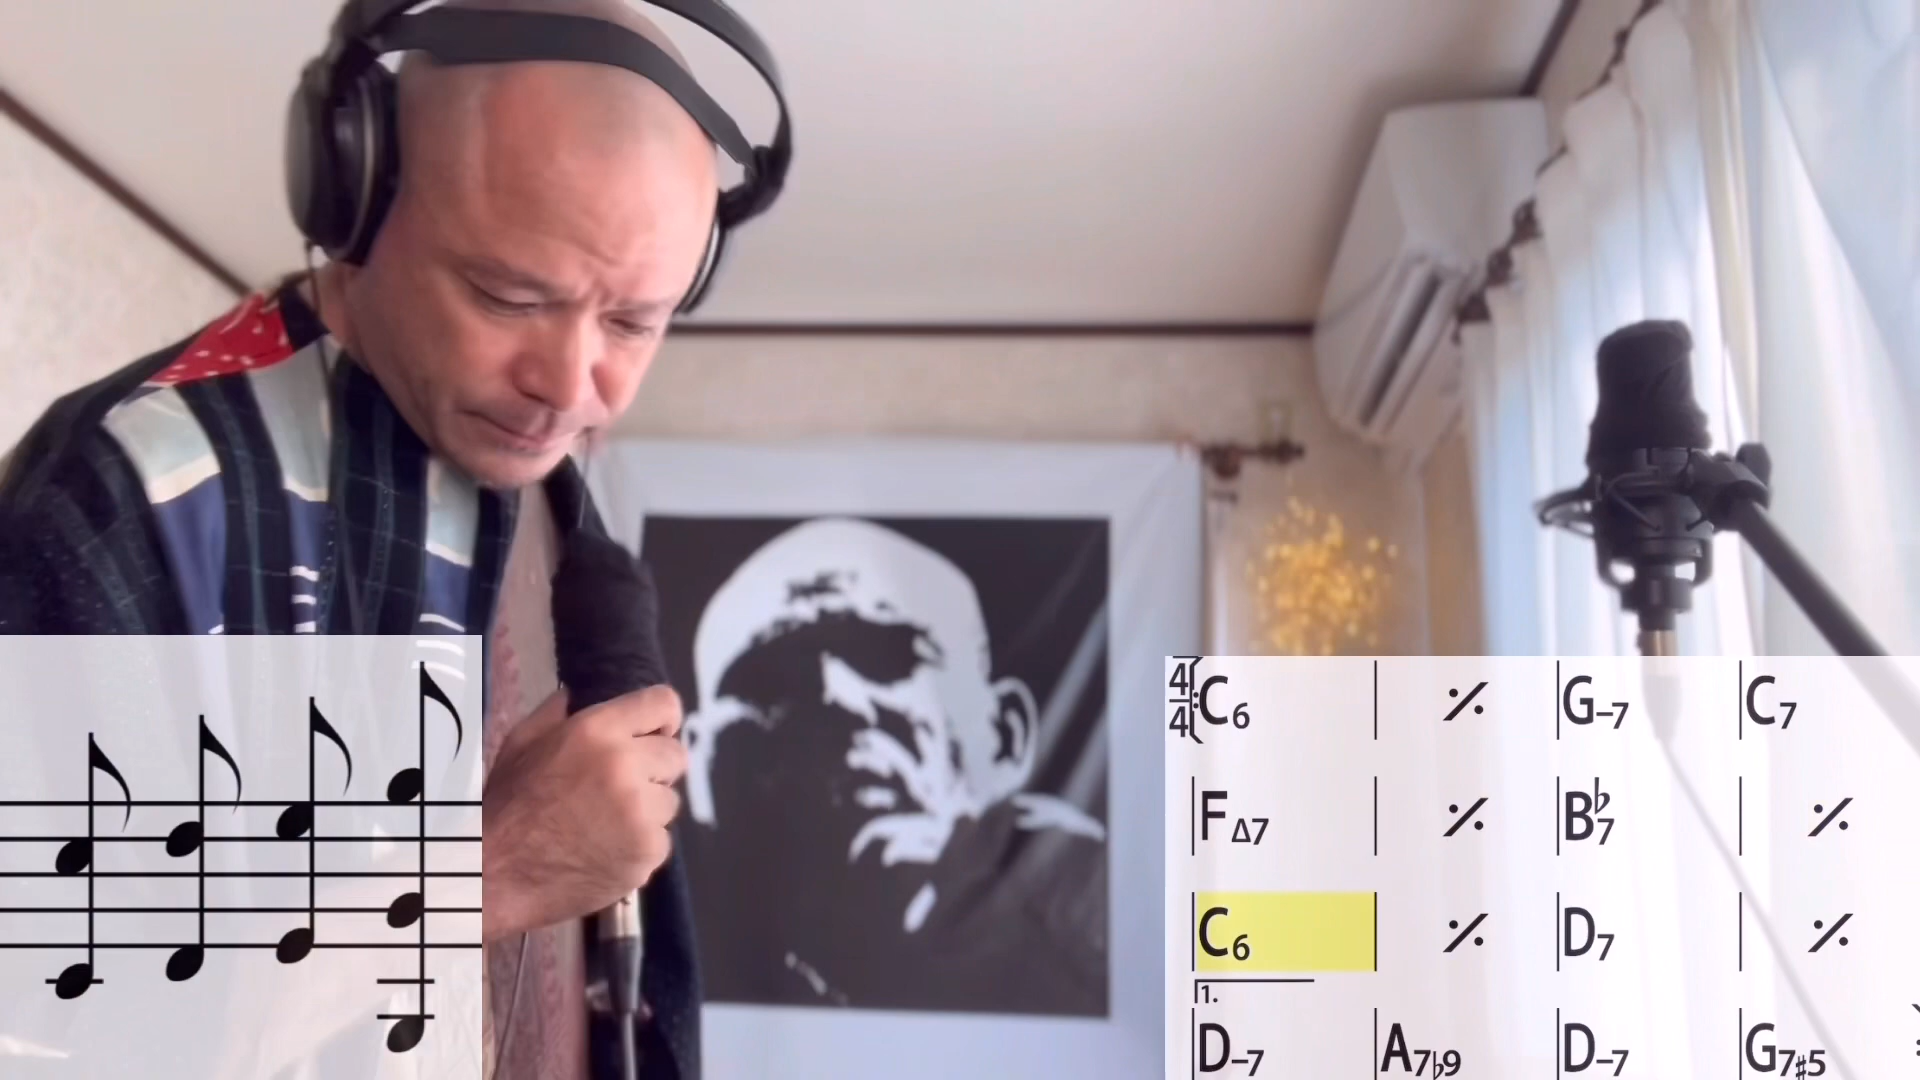 4/4 C6 | 𝄎 | G–7 | C7
F△7 | 𝄎 | B♭7 | 𝄎
C6 | 𝄎 | D7 | 𝄎
1.
D–7 | A7♭9 | D–7 | G7♯5